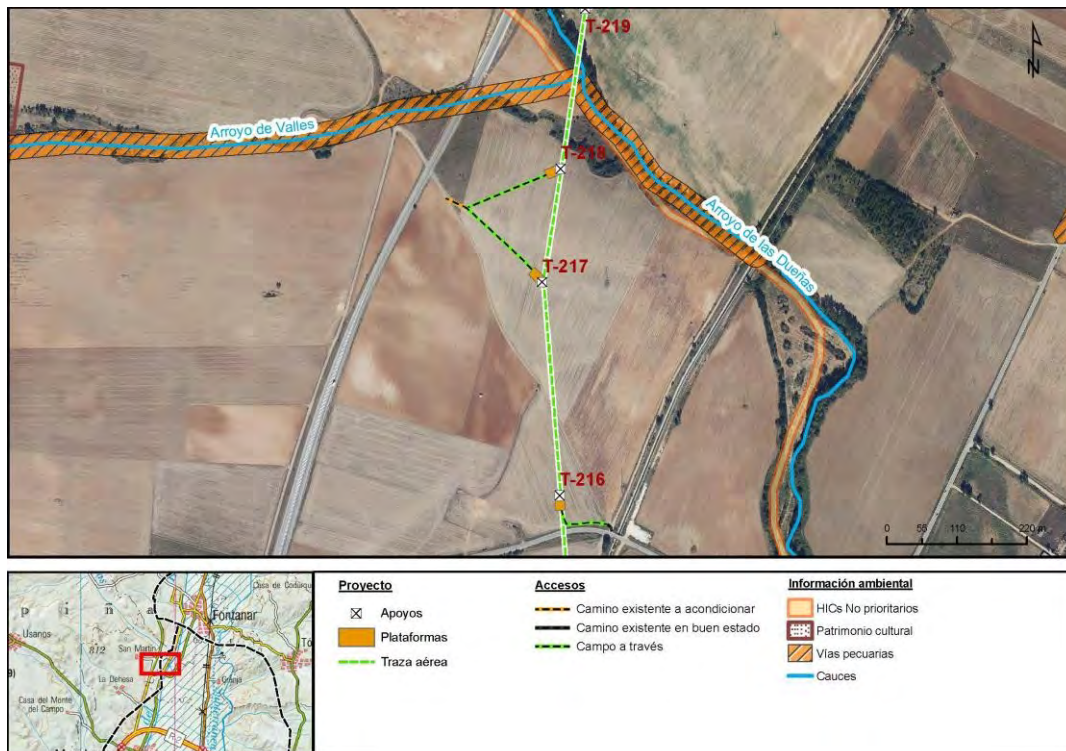 T-219
N
Arroyo de Valles
T-218
Arroyo de las Dueñas
T-217
T-216
0 55 110 220 m
Proyecto
Apoyos
Plataformas
Traza aérea
Accesos
Camino existente a acondicionar
Camino existente en buen estado
Campo a través
Información ambiental
HICs No prioritarios
Patrimonio cultural
Vías pecuarias
Cauces
p i ñ a
Fontanar
Usanos
812
San Martín
La Dehesa
Casa del Monte
del Campo
R-2